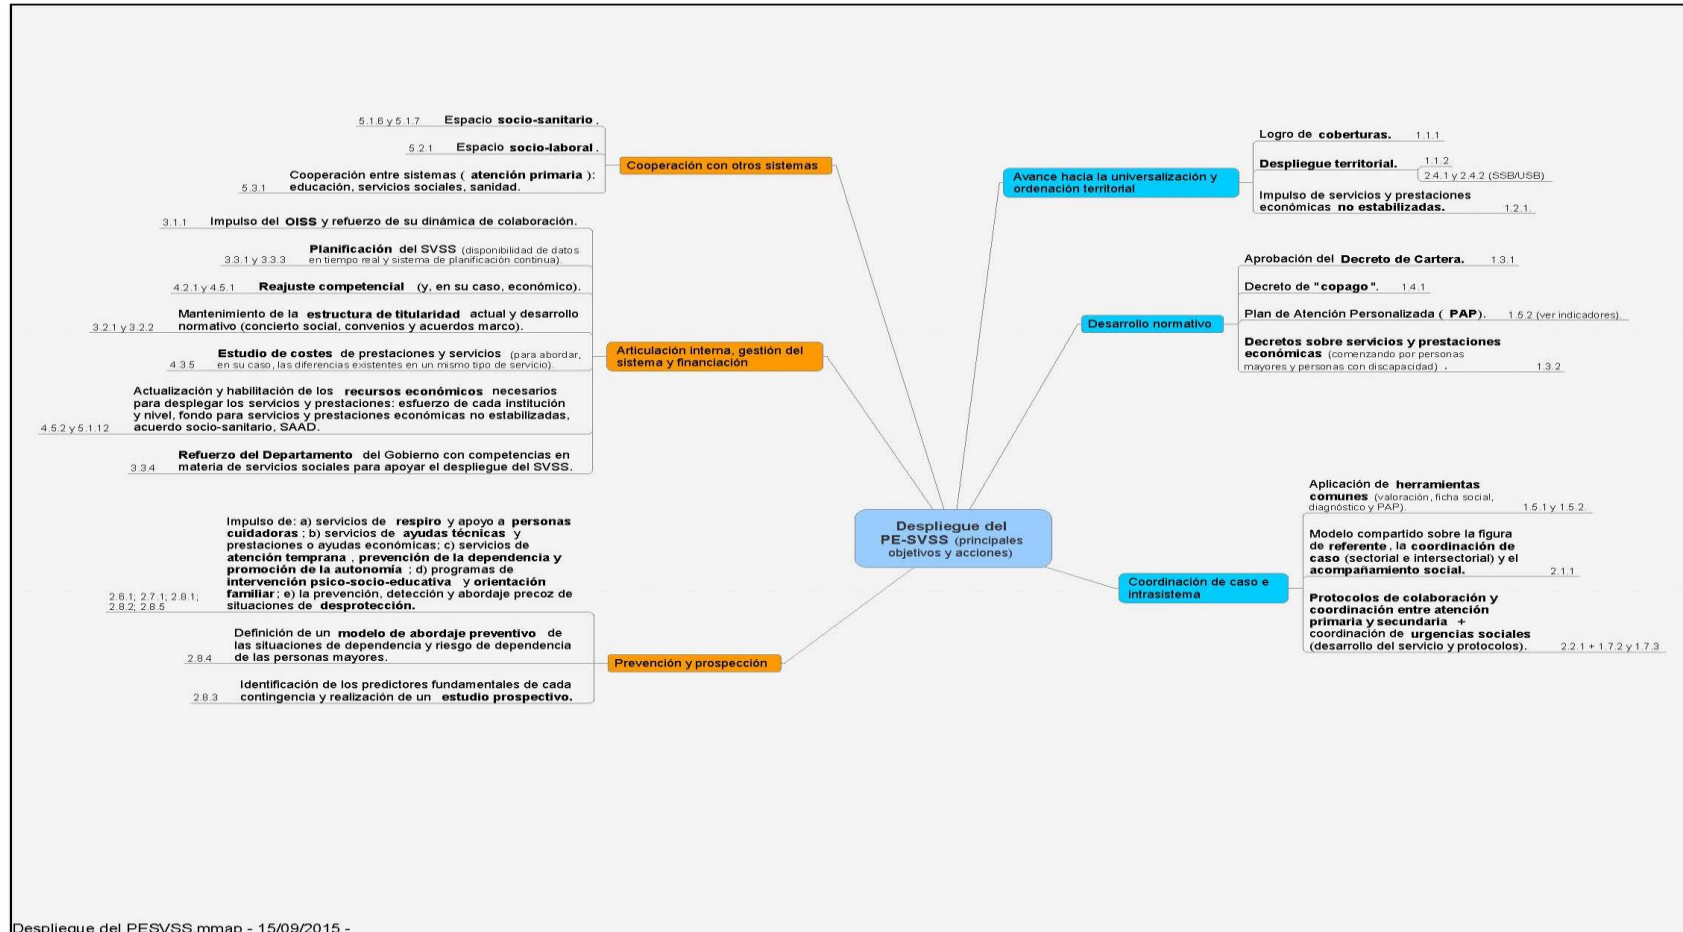 5.1.6 y 5.1.7 Espacio socio-sanitario.
5.2.1 Espacio socio-laboral.
Cooperación entre sistemas ( atención primaria ):
5.3.1 educación, servicios sociales, sanidad.
Cooperación con otros sistemas
3.1.1 Impulso del OISS y refuerzo de su dinámica de colaboración.
Planificación del SVSS (disponibilidad de datos
3.3.1 y 3.3.3 en tiempo real y sistema de planificación continua).
4.2.1 y 4.5.1 Reajuste competencial (y, en su caso, económico).
Mantenimiento de la estructura de titularidad actual y desarrollo
3.2.1 y 3.2.2 normativo (concierto social, convenios y acuerdos marco).
Estudio de costes de prestaciones y servicios (para abordar,
4.3.5 en su caso, las diferencias existentes en un mismo tipo de servicio).
Actualización y habilitación de los recursos económicos necesarios
para desplegar los servicios y prestaciones: esfuerzo de cada institución
y nivel, fondo para servicios y prestaciones económicas no estabilizadas,
4.5.2 y 5.1.12 acuerdo socio-sanitario, SAAD.
Refuerzo del Departamento del Gobierno con competencias en
3.3.4 materia de servicios sociales para apoyar el despliegue del SVSS.
Articulación interna, gestión del
sistema y financiación
Impulso de: a) servicios de respiro y apoyo a personas
cuidadoras ; b) servicios de ayudas técnicas y
prestaciones o ayudas económicas; c) servicios de
atención temprana , prevención de la dependencia y
promoción de la autonomía ; d) programas de
intervención psico-socio-educativa y orientación
2.6.1; 2.7.1; 2.8.1; familiar; e) la prevención, detección y abordaje precoz de
2.8.2; 2.8.5 situaciones de desprotección.
Definición de un modelo de abordaje preventivo de
las situaciones de dependencia y riesgo de dependencia
2.8.4 de las personas mayores.
Identificación de los predictores fundamentales de cada
2.8.3 contingencia y realización de un estudio prospectivo.
Prevención y prospección
Despliegue del
PE-SVSS (principales
objetivos y acciones)
Avance hacia la universalización y
ordenación territorial
Logro de coberturas. 1.1.1
Despliegue territorial. 1.1.2
2.4.1 y 2.4.2 (SSB/USB)
Impulso de servicios y prestaciones
económicas no estabilizadas. 1.2.1.
Desarrollo normativo
Aprobación del Decreto de Cartera. 1.3.1
Decreto de "copago". 1.4.1
Plan de Atención Personalizada ( PAP). 1.5.2 (ver indicadores).
Decretos sobre servicios y prestaciones
económicas (comenzando por personas
mayores y personas con discapacidad) . 1.3.2
Coordinación de caso e
intrasistema
Aplicación de herramientas
comunes (valoración, ficha social,
diagnóstico y PAP). 1.5.1 y 1.5.2.
Modelo compartido sobre la figura
de referente, la coordinación de
caso (sectorial e intersectorial) y el
acompañamiento social. 2.1.1
Protocolos de colaboración y
coordinación entre atención
primaria y secundaria +
coordinación de urgencias sociales
(desarrollo del servicio y protocolos). 2.2.1 + 1.7.2 y 1.7.3
Despliegue del PESVSS.mmap - 15/09/2015 -